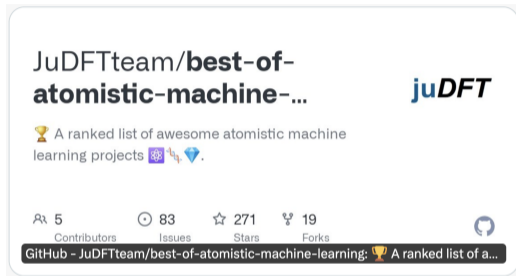 JuDFTteam/best-of-
atomistic-machine-...
juDFT
🏆 A ranked list of awesome atomistic machine
learning projects ⚛️🧬💎.
5
Contributors
83
Issues
271
Stars
19
Forks
GitHub - JuDFTteam/best-of-atomistic-machine-learning: 🏆 A ranked list of a...